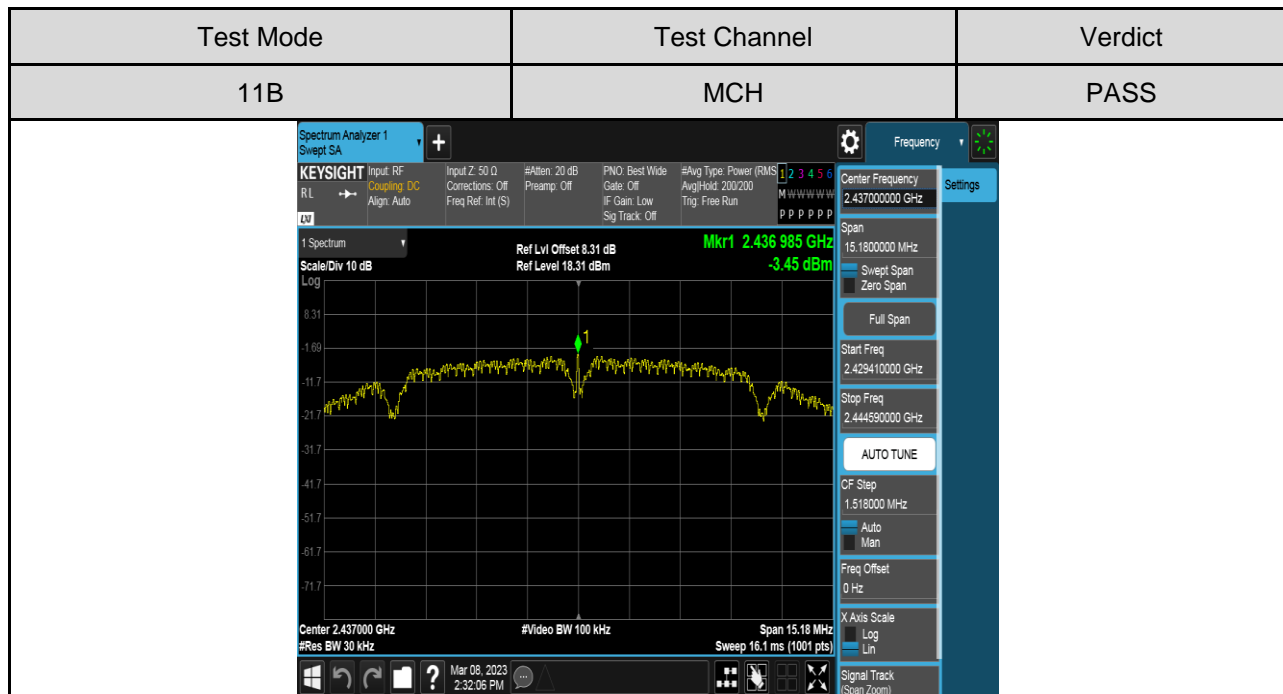 Test Mode Test Channel Verdict
11B MCH PASS
Spectrum Analyzer 1
Swept SA
+
Frequency
KEYSIGHT
RL
LXI
Input: RF
Coupling: DC
Align: Auto
Input Z: 50 Ω
Corrections: Off
Freq Ref: Int (S)
#Atten: 20 dB
Preamp: Off
PNO: Best Wide
Gate: Off
IF Gain: Low
Sig Track: Off
#Avg Type: Power (RMS
Avg|Hold: 200/200
Trig: Free Run
1 2 3 4 5 6
M W W W W W
P P P P P P
1 Spectrum
Scale/Div 10 dB
Log
Ref Lvl Offset 8.31 dB
Ref Level 18.31 dBm
Mkr1 2.436 985 GHz
-3.45 dBm
1
8.31
-1.69
-11.7
-21.7
-31.7
-41.7
-51.7
-61.7
-71.7
Center 2.437000 GHz
#Res BW 30 kHz
#Video BW 100 kHz
Span 15.18 MHz
Sweep 16.1 ms (1001 pts)
?
Mar 08, 2023
2:32:06 PM
Center Frequency
2.437000000 GHz
Settings
Span
15.1800000 MHz
Swept Span
Zero Span
Full Span
Start Freq
2.429410000 GHz
Stop Freq
2.444590000 GHz
AUTO TUNE
CF Step
1.518000 MHz
Auto
Man
Freq Offset
0 Hz
X Axis Scale
Log
Lin
Signal Track
(Span Zoom)